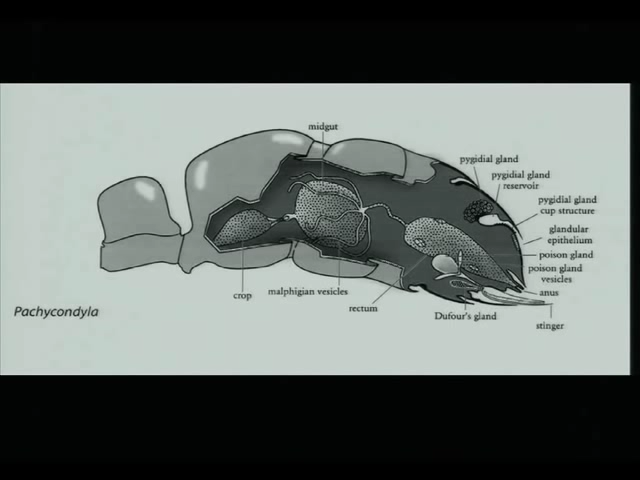 midgut
pygidial gland
pygidial gland
reservoir
pygidial gland
cup structure
glandular
epithelium
poison gland
poison gland
vesicles
anus
stinger
Dufour's gland
rectum
malphigian vesicles
crop
Pachycondyla